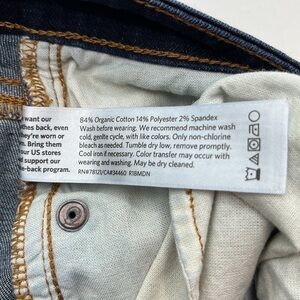 want our
thes back, even
ey're worn or
n. Bring them
ur US stores
d support our
e-back program.
84% Organic Cotton 14% Polyester 2% Spandex
Wash before wearing. We recommend machine wash
cold, gentle cycle, with like colors. Only non-chlorine
bleach as needed. Tumble dry low, remove promptly.
Cool iron if necessary. Color transfer may occur with
wearing and washing. May be dry cleaned.
RN#78121/CA#34460 R18MDN